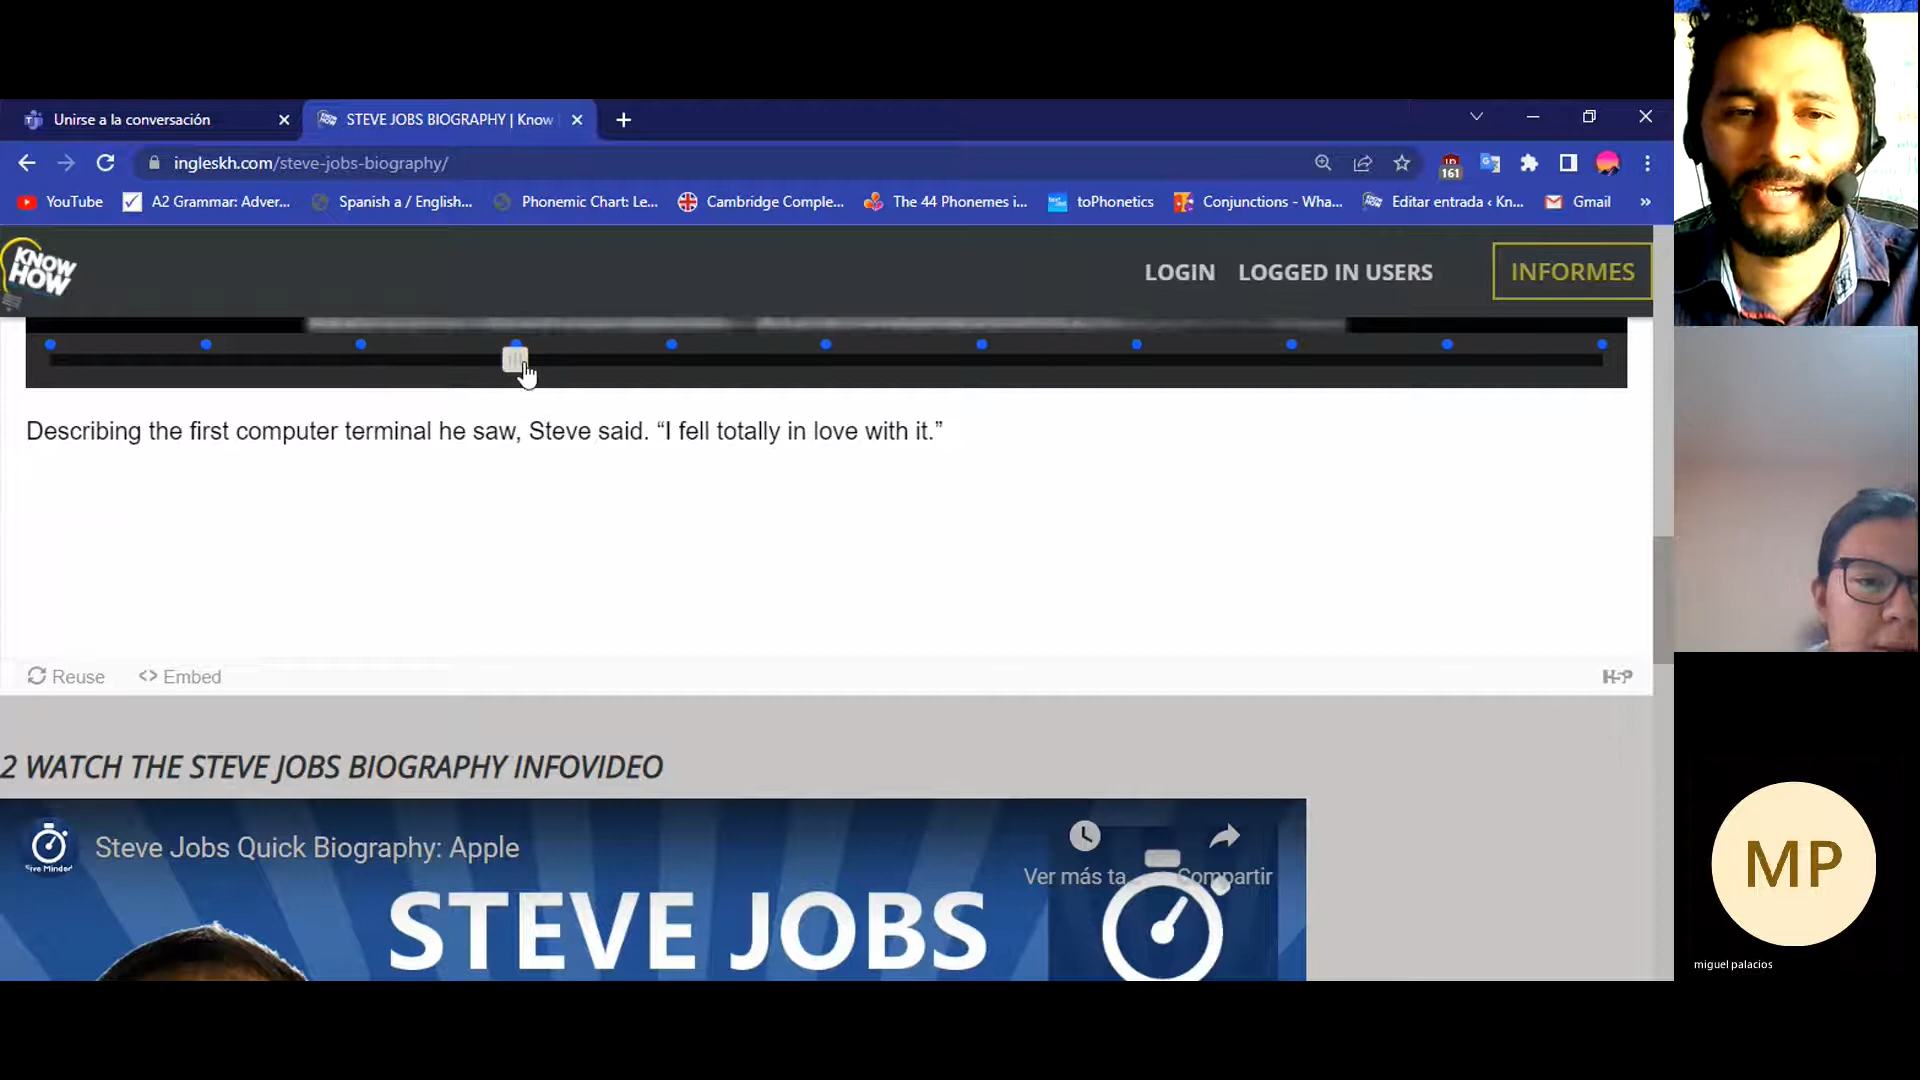 Unirse a la conversación
STEVE JOBS BIOGRAPHY | Know
ingleskh.com/steve-jobs-biography/
161
YouTube
A2 Grammar: Adver...
Spanish a / English...
Phonemic Chart: Le...
Cambridge Comple...
The 44 Phonemes i...
toPhonetics
Conjunctions - Wha...
Editar entrada ‹ Kn...
Gmail
»
KNOW
HOW
LOGIN
LOGGED IN USERS
INFORMES
Describing the first computer terminal he saw, Steve said. “I fell totally in love with it.”
Reuse
<> Embed
H5P
2 WATCH THE STEVE JOBS BIOGRAPHY INFOVIDEO
Steve Jobs Quick Biography: Apple
Ver más ta...
Compartir
STEVE JOBS
MP
miguel palacios